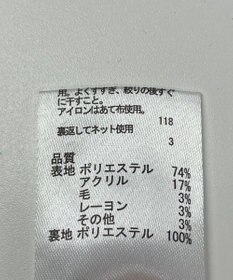 用。よくすすぎ、絞りの後すぐ
に干すこと。
アイロンはあて布使用。
118
裏返してネット使用
3
品質
表地 ポリエステル 74%
アクリル 17%
毛 3%
レーヨン 3%
その他 3%
裏地 ポリエステル 100%